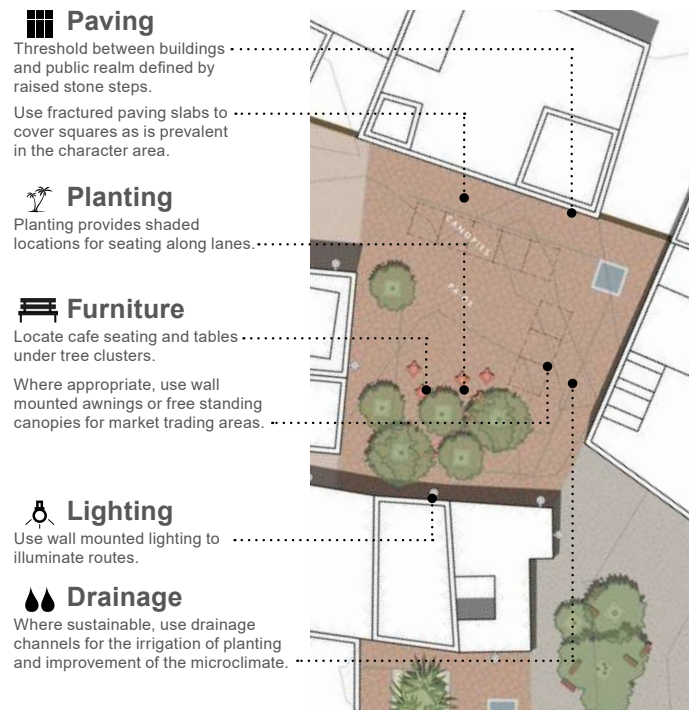 Paving
Threshold between buildings
and public realm defined by
raised stone steps.
Use fractured paving slabs to
cover squares as is prevalent
in the character area.
Planting
Planting provides shaded
locations for seating along lanes.
Furniture
Locate cafe seating and tables
under tree clusters.
Where appropriate, use wall
mounted awnings or free standing
canopies for market trading areas.
Lighting
Use wall mounted lighting to
illuminate routes.
Drainage
Where sustainable, use drainage
channels for the irrigation of planting
and improvement of the microclimate.